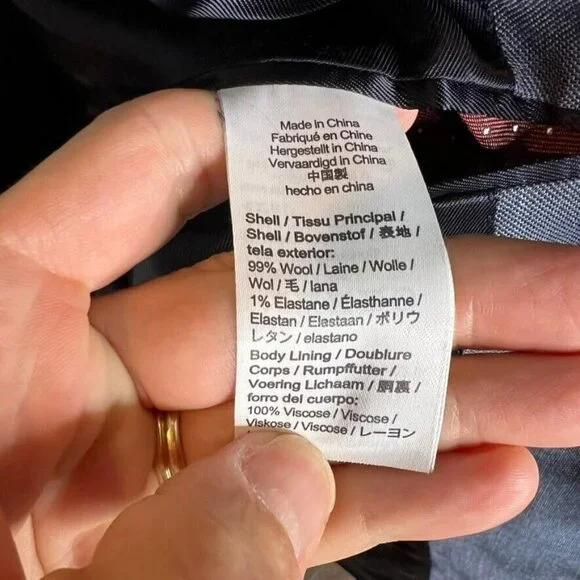 Made in China
Fabriqué en Chine
Hergestellt in China
Vervaardigd in China
中国製
hecho en china
Shell / Tissu Principal /
Shell / Bovenstof / 表地 /
tela exterior:
99% Wool / Laine / Wolle /
Wol / 毛 / lana
1% Elastane / Élasthanne /
Elastan / Elastaan / ポリウ
レタン / elastano
Body Lining / Doublure
Corps / Rumpffutter /
Voering Lichaam / 胴裏 /
forro del cuerpo:
100% Viscose / Viscose /
Viskose / Viscose / レーヨン